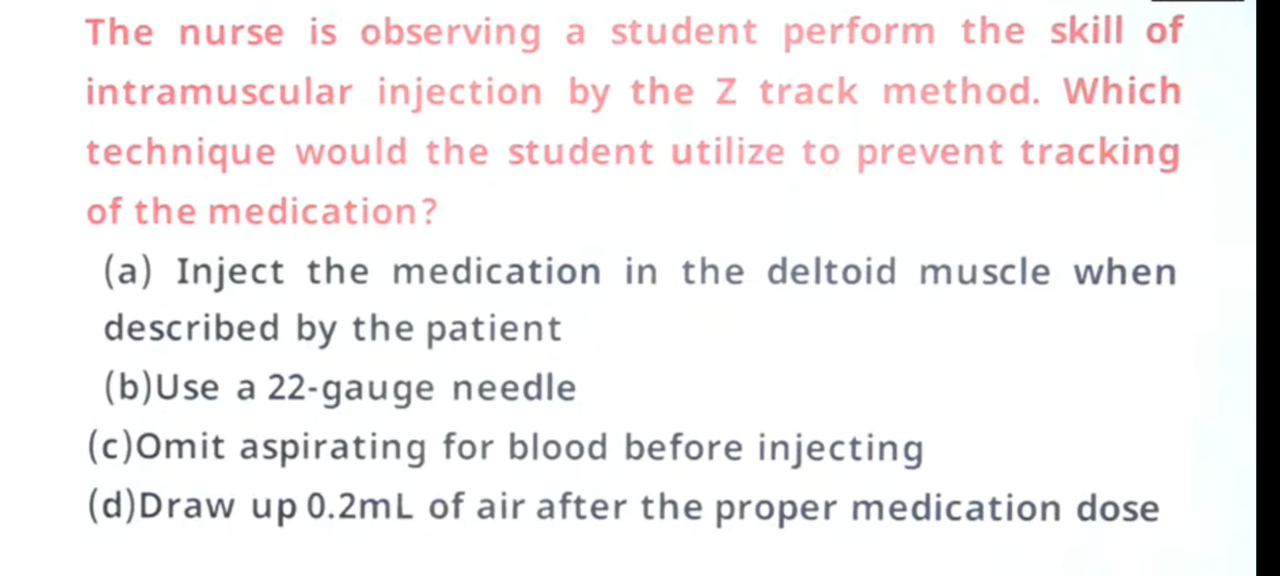 The nurse is observing a student perform the skill of
intramuscular injection by the Z track method. Which
technique would the student utilize to prevent tracking
of the medication?
(a) Inject the medication in the deltoid muscle when
described by the patient
(b)Use a 22-gauge needle
(c)Omit aspirating for blood before injecting
(d)Draw up 0.2mL of air after the proper medication dose